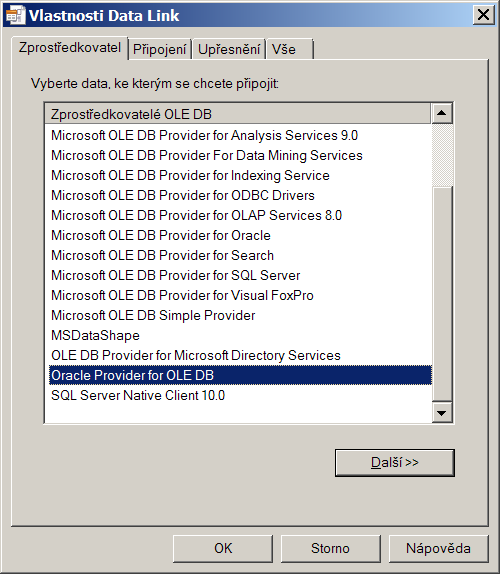 Vlastnosti Data Link
Zprostředkovatel Připojení Upřesnění Vše
Vyberte data, ke kterým se chcete připojit:
Zprostředkovatelé OLE DB
Microsoft OLE DB Provider for Analysis Services 9.0
Microsoft OLE DB Provider For Data Mining Services
Microsoft OLE DB Provider for Indexing Service
Microsoft OLE DB Provider for ODBC Drivers
Microsoft OLE DB Provider for OLAP Services 8.0
Microsoft OLE DB Provider for Oracle
Microsoft OLE DB Provider for Search
Microsoft OLE DB Provider for SQL Server
Microsoft OLE DB Provider for Visual FoxPro
Microsoft OLE DB Simple Provider
MSDataShape
OLE DB Provider for Microsoft Directory Services
Oracle Provider for OLE DB
SQL Server Native Client 10.0
Další >>
OK Storno Nápověda